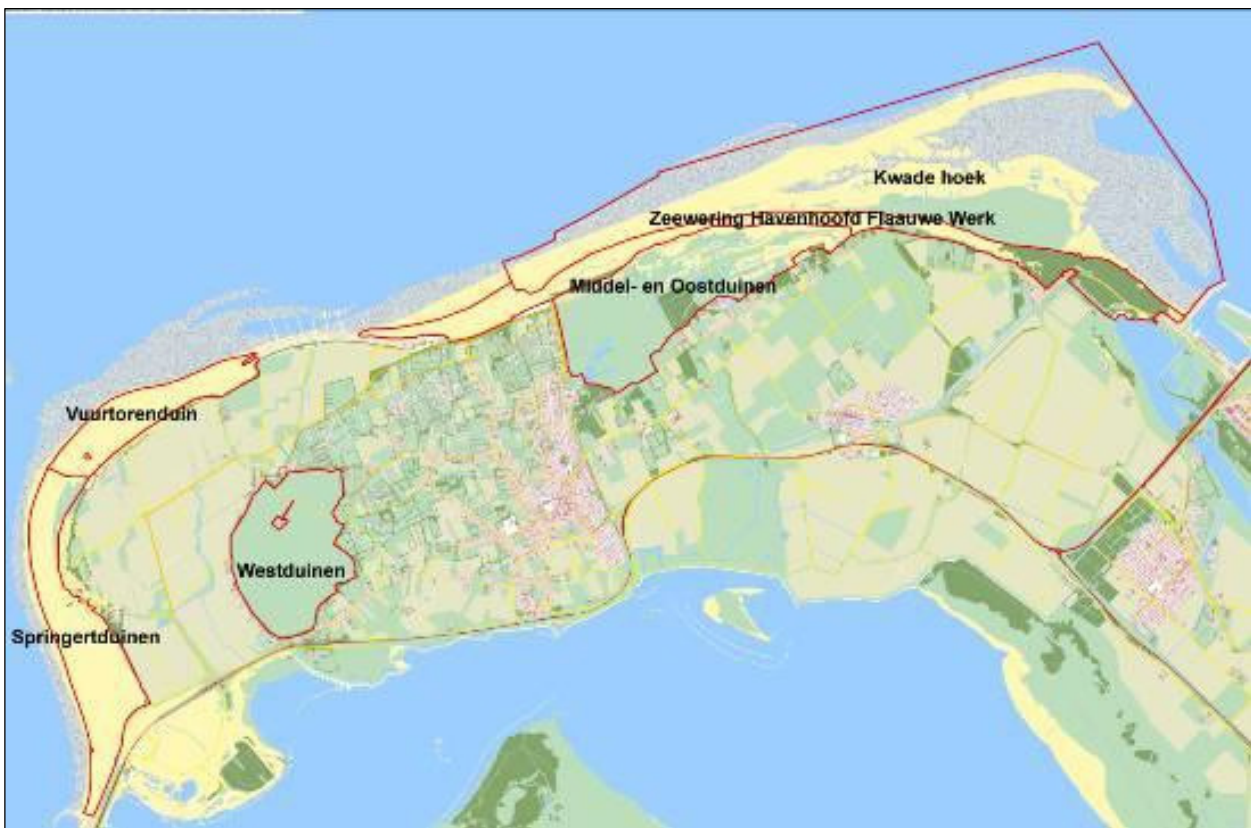 Kwade hoek
Zeewering Havenhoofd Flaauwe Werk
Middel- en Oostduinen
Vuurtorenduin
Westduinen
Springertduinen